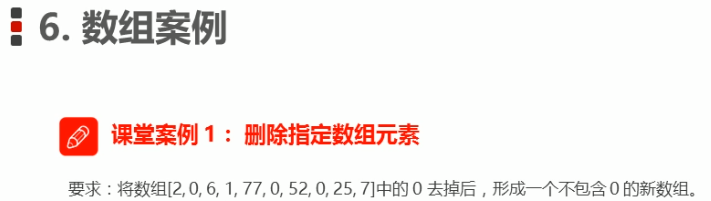 6. 数组案例
课堂案例 1 ：删除指定数组元素
要求：将数组[2, 0, 6, 1, 77, 0, 52, 0, 25, 7]中的 0 去掉后，形成一个不包含 0 的新数组。